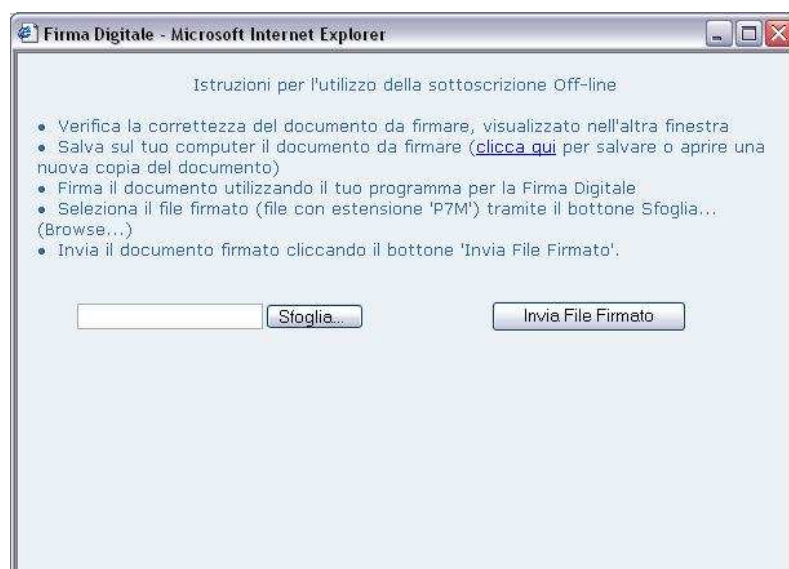 Firma Digitale - Microsoft Internet Explorer
Istruzioni per l'utilizzo della sottoscrizione Off-line
• Verifica la correttezza del documento da firmare, visualizzato nell'altra finestra
• Salva sul tuo computer il documento da firmare (clicca qui per salvare o aprire una
nuova copia del documento)
• Firma il documento utilizzando il tuo programma per la Firma Digitale
• Seleziona il file firmato (file con estensione 'P7M') tramite il bottone Sfoglia...
(Browse...)
• Invia il documento firmato cliccando il bottone 'Invia File Firmato'.
Sfoglia... Invia File Firmato